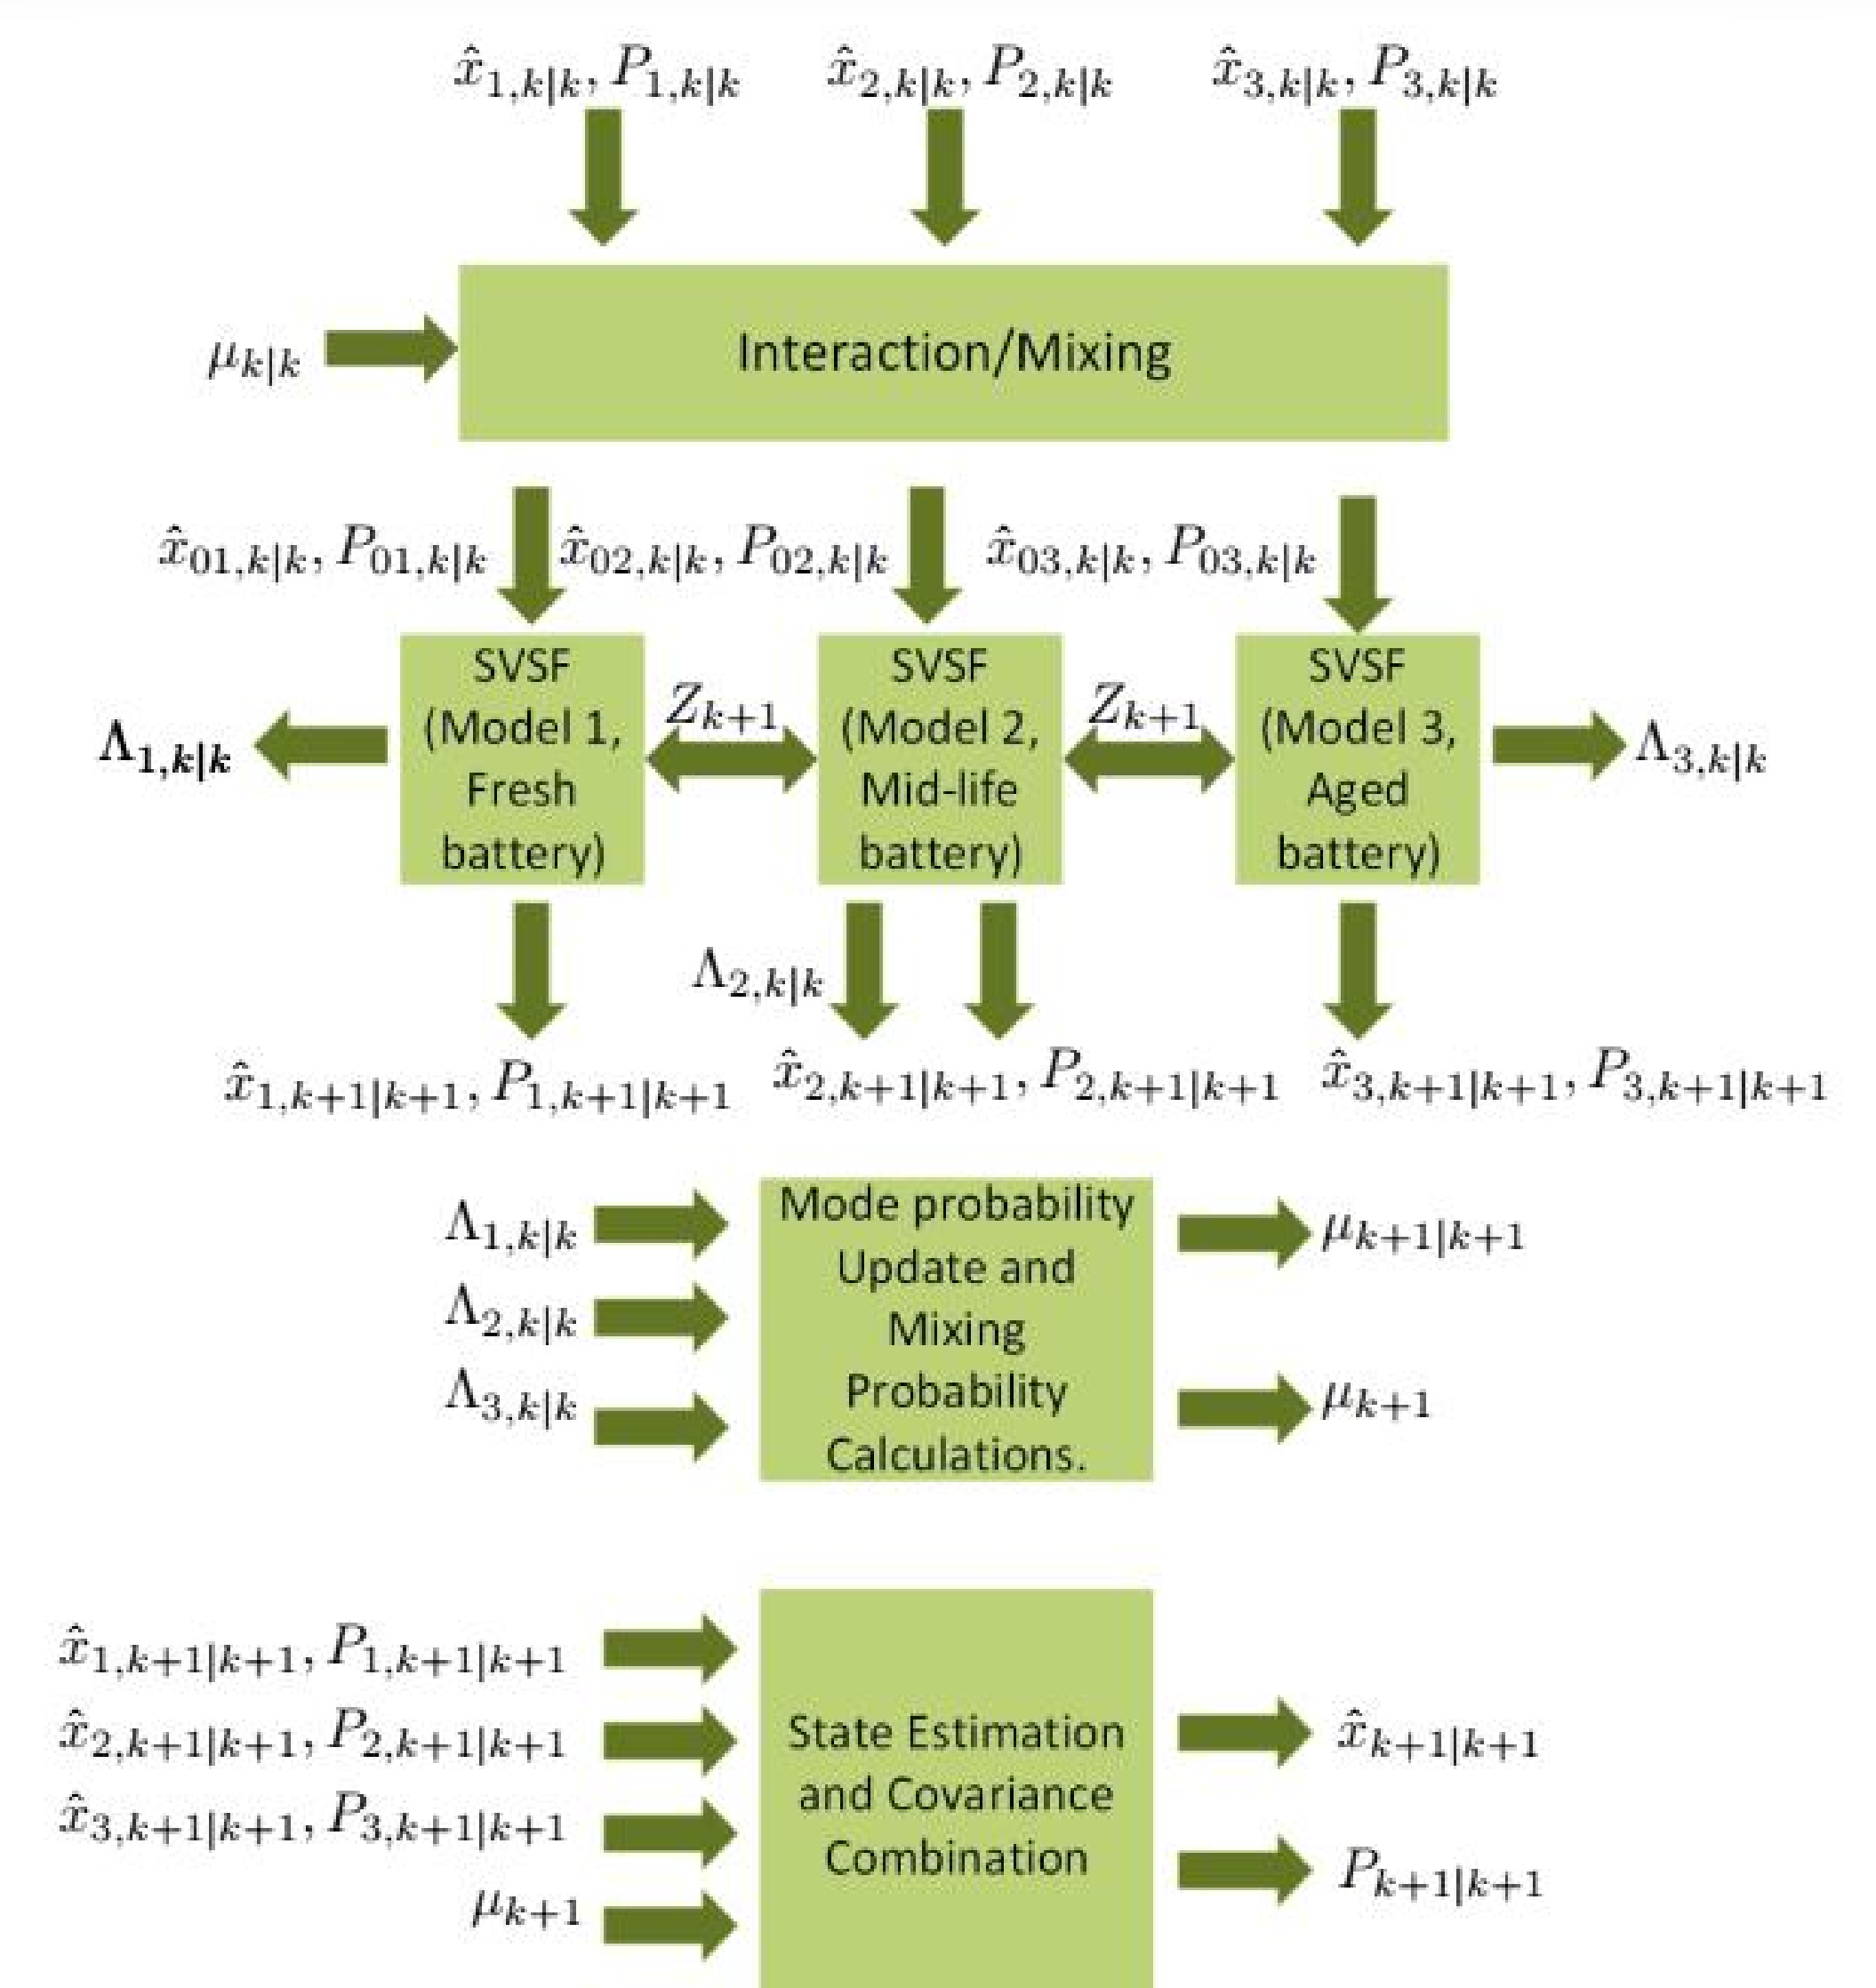 x̂₁,ₖ|ₖ, P₁,ₖ|ₖ x̂₂,ₖ|ₖ, P₂,ₖ|ₖ x̂₃,ₖ|ₖ, P₃,ₖ|ₖ
μₖ|ₖ
Interaction/Mixing
x̂₀₁,ₖ|ₖ, P₀₁,ₖ|ₖ x̂₀₂,ₖ|ₖ, P₀₂,ₖ|ₖ x̂₀₃,ₖ|ₖ, P₀₃,ₖ|ₖ
Λ₁,ₖ|ₖ
SVSF
(Model 1,
Fresh
battery)
Zₖ₊₁
SVSF
(Model 2,
Mid-life
battery)
Zₖ₊₁
SVSF
(Model 3,
Aged
battery)
Λ₃,ₖ|ₖ
Λ₂,ₖ|ₖ
x̂₁,ₖ₊₁|ₖ₊₁, P₁,ₖ₊₁|ₖ₊₁ x̂₂,ₖ₊₁|ₖ₊₁, P₂,ₖ₊₁|ₖ₊₁ x̂₃,ₖ₊₁|ₖ₊₁, P₃,ₖ₊₁|ₖ₊₁
Λ₁,ₖ|ₖ
Λ₂,ₖ|ₖ
Λ₃,ₖ|ₖ
Mode probability
Update and
Mixing
Probability
Calculations.
μₖ₊₁|ₖ₊₁
μₖ₊₁
x̂₁,ₖ₊₁|ₖ₊₁, P₁,ₖ₊₁|ₖ₊₁
x̂₂,ₖ₊₁|ₖ₊₁, P₂,ₖ₊₁|ₖ₊₁
x̂₃,ₖ₊₁|ₖ₊₁, P₃,ₖ₊₁|ₖ₊₁
μₖ₊₁
State Estimation
and Covariance
Combination
x̂ₖ₊₁|ₖ₊₁
Pₖ₊₁|ₖ₊₁